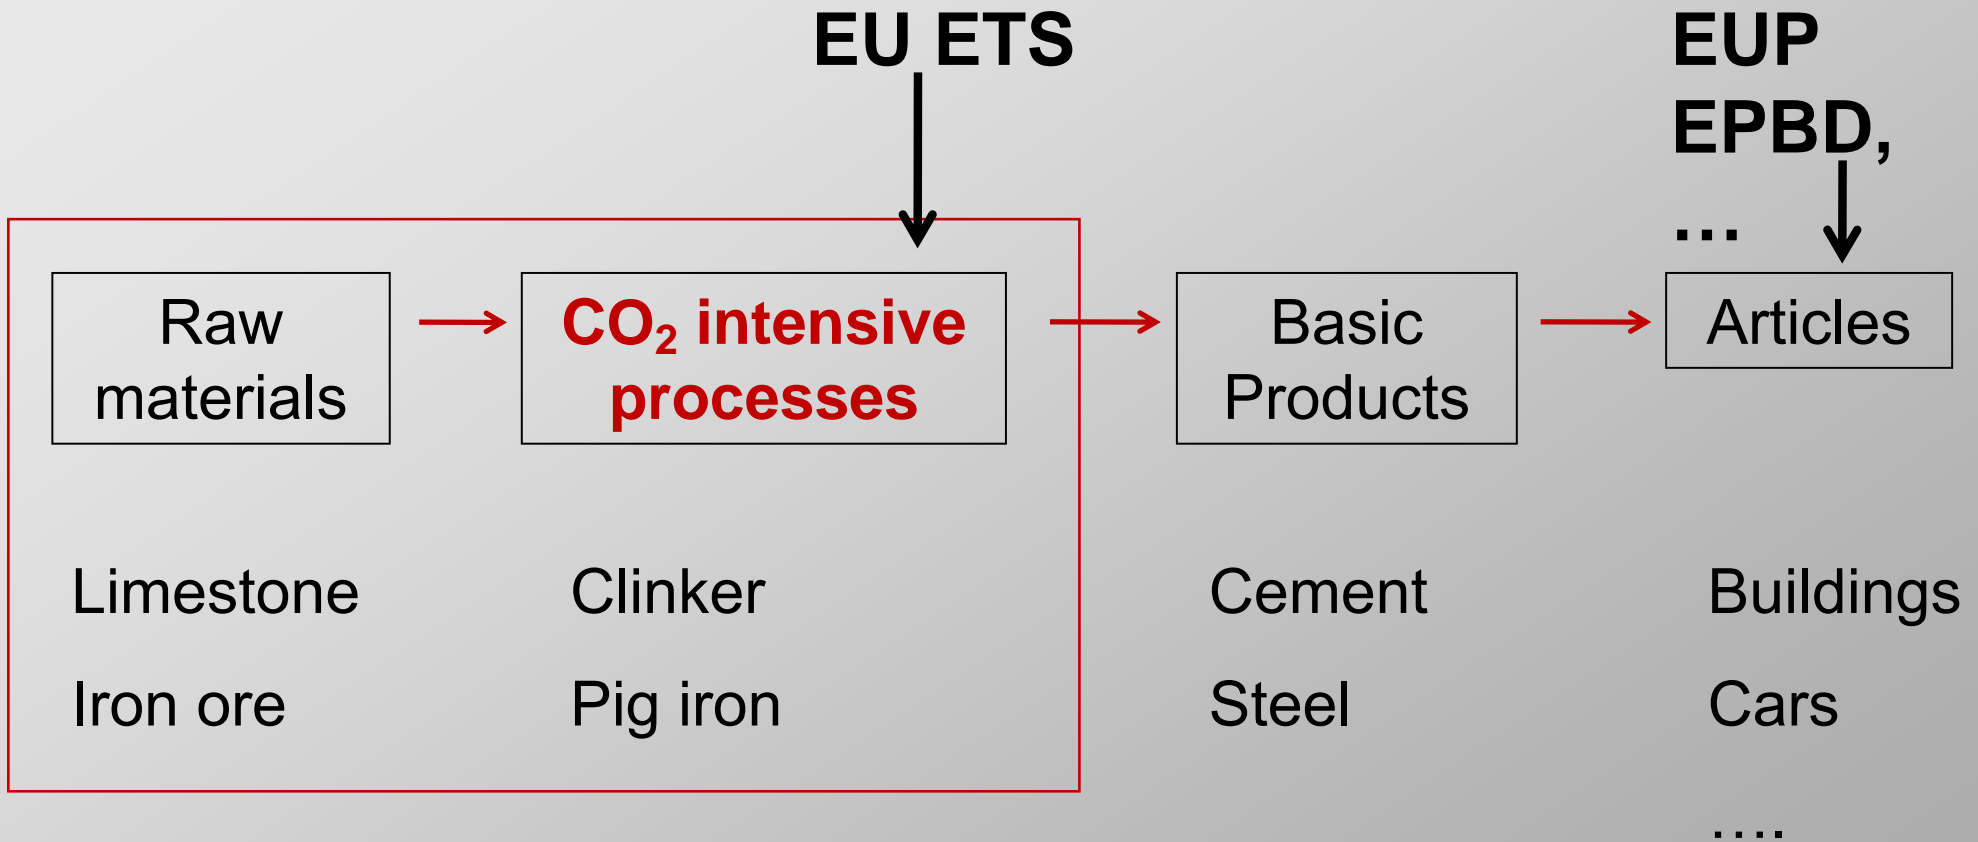 EU ETS
EUP
EPBD,
…
Raw
materials
CO₂ intensive
processes
Basic
Products
Articles
Limestone
Clinker
Cement
Buildings
Iron ore
Pig iron
Steel
Cars
….